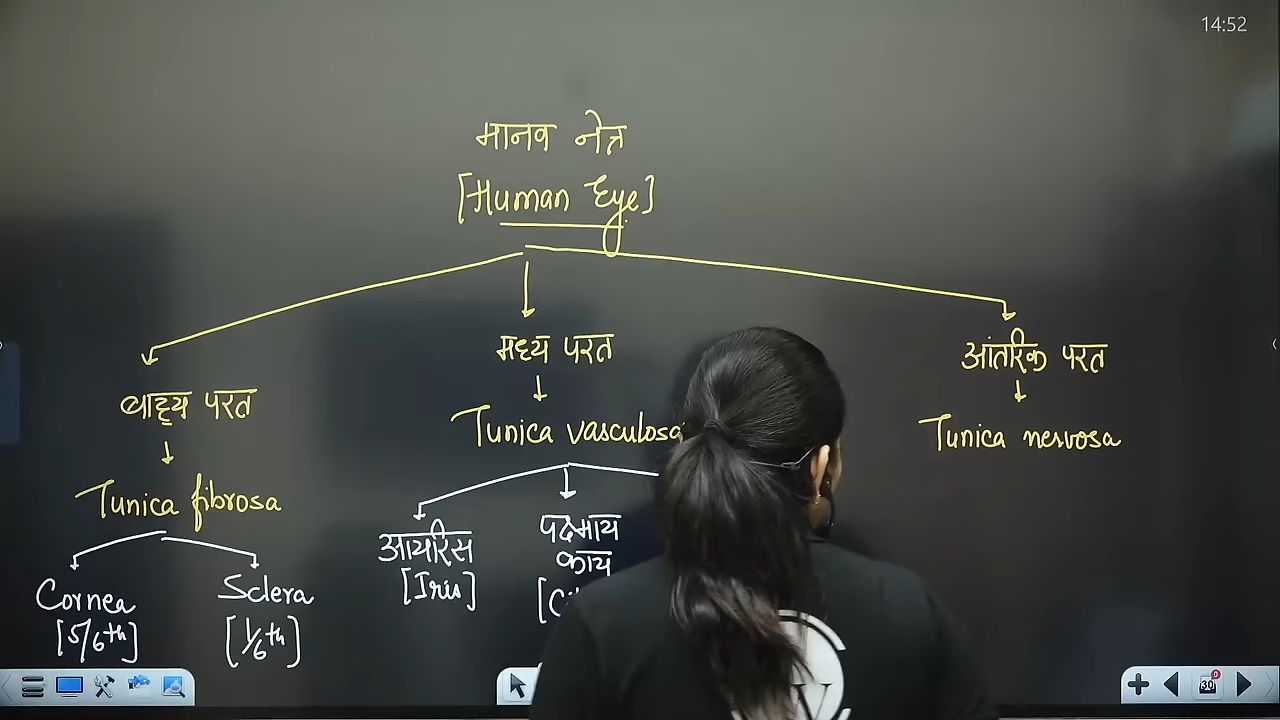 14:52
मानव नेत्र
[Human Eye]
बाह्य परत
Tunica fibrosa
Cornea
[5/6th]
Sclera
[1/6th]
मध्य परत
Tunica vasculosa
आयरिस
[Iris]
पक्ष्माय
काय
आंतरिक परत
Tunica nervosa
30